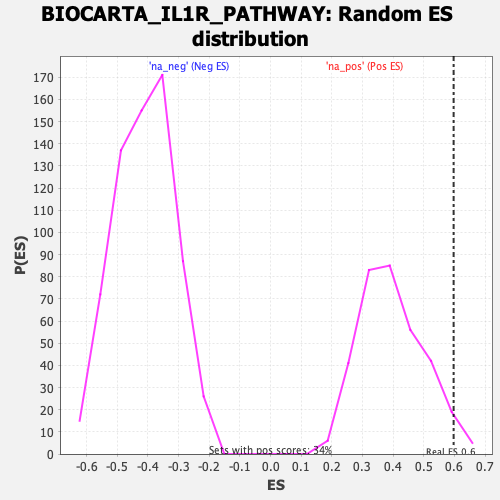 BIOCARTA_IL1R_PATHWAY: Random ES
distribution
'na_neg' (Neg ES)
'na_pos' (Pos ES)
170
160
150
140
130
120
110
100
90
80
70
60
50
40
30
20
10
0
P(ES)
Sets with pos scores: 34%
Real ES 0.6
-0.6 -0.5 -0.4 -0.3 -0.2 -0.1 0.0 0.1 0.2 0.3 0.4 0.5 0.6 0.7
ES